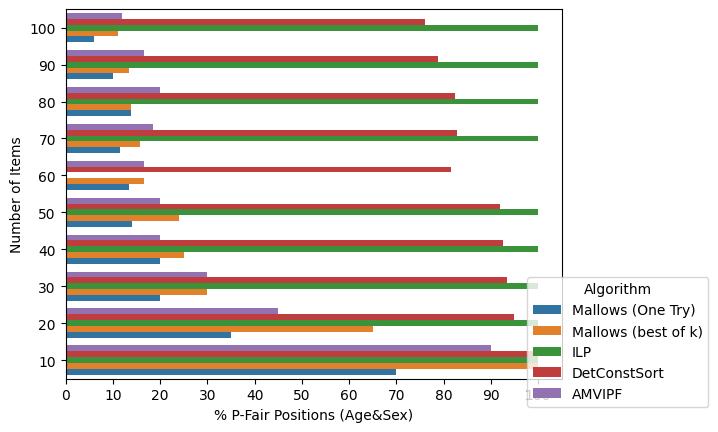 100
90
80
70
60
50
40
30
20
10
Number of Items
0 10 20 30 40 50 60 70 80 90 100
% P-Fair Positions (Age&Sex)
Algorithm
Mallows (One Try)
Mallows (best of k)
ILP
DetConstSort
AMVIPF